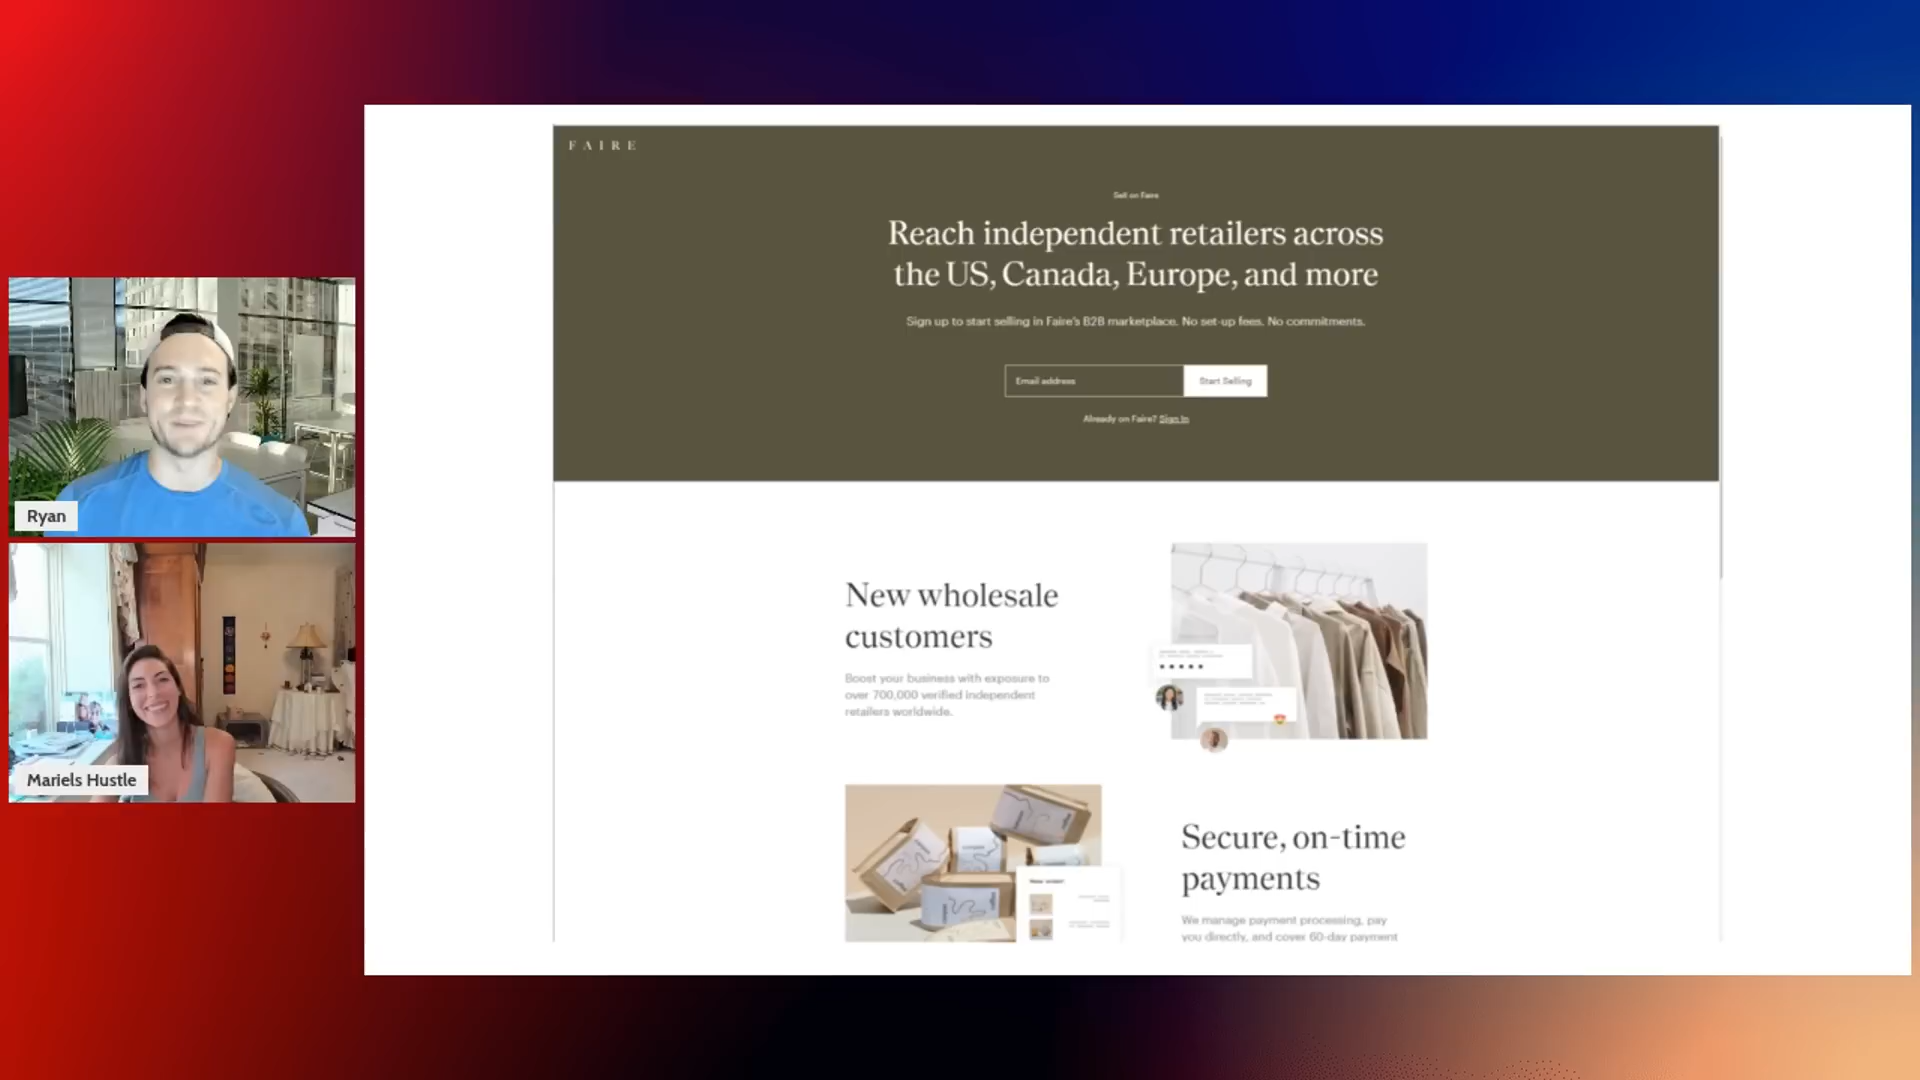 FAIRE
Sell on Faire
Reach independent retailers across
the US, Canada, Europe, and more
Sign up to start selling in Faire's B2B marketplace. No set-up fees. No commitments.
Email address
Start Selling
Already on Faire? Sign In
Ryan
Mariels Hustle
New wholesale
customers
Boost your business with exposure to
over 700,000 verified independent
retailers worldwide.
Secure, on-time
payments
We manage payment processing, pay
you directly, and cover 60-day payment